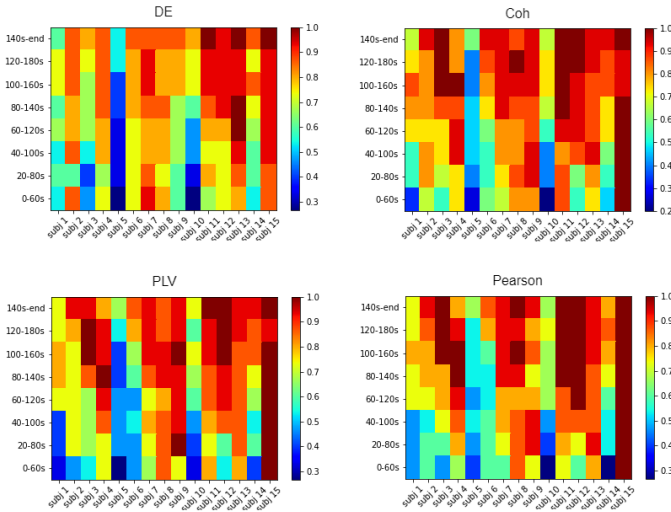 DE
140s-end
120-180s
100-160s
80-140s
60-120s
40-100s
20-80s
0-60s
subj 1
subj 2
subj 3
subj 4
subj 5
subj 6
subj 7
subj 8
subj 9
subj 10
subj 11
subj 12
subj 13
subj 14
subj 15
1.0
0.9
0.8
0.7
0.6
0.5
0.4
0.3
Coh
140s-end
120-180s
100-160s
80-140s
60-120s
40-100s
20-80s
0-60s
subj 1
subj 2
subj 3
subj 4
subj 5
subj 6
subj 7
subj 8
subj 9
subj 10
subj 11
subj 12
subj 13
subj 14
subj 15
1.0
0.9
0.8
0.7
0.6
0.5
0.4
0.3
0.2
PLV
140s-end
120-180s
100-160s
80-140s
60-120s
40-100s
20-80s
0-60s
subj 1
subj 2
subj 3
subj 4
subj 5
subj 6
subj 7
subj 8
subj 9
subj 10
subj 11
subj 12
subj 13
subj 14
subj 15
1.0
0.9
0.8
0.7
0.6
0.5
0.4
0.3
Pearson
140s-end
120-180s
100-160s
80-140s
60-120s
40-100s
20-80s
0-60s
subj 1
subj 2
subj 3
subj 4
subj 5
subj 6
subj 7
subj 8
subj 9
subj 10
subj 11
subj 12
subj 13
subj 14
subj 15
1.0
0.9
0.8
0.7
0.6
0.5
0.4
0.3